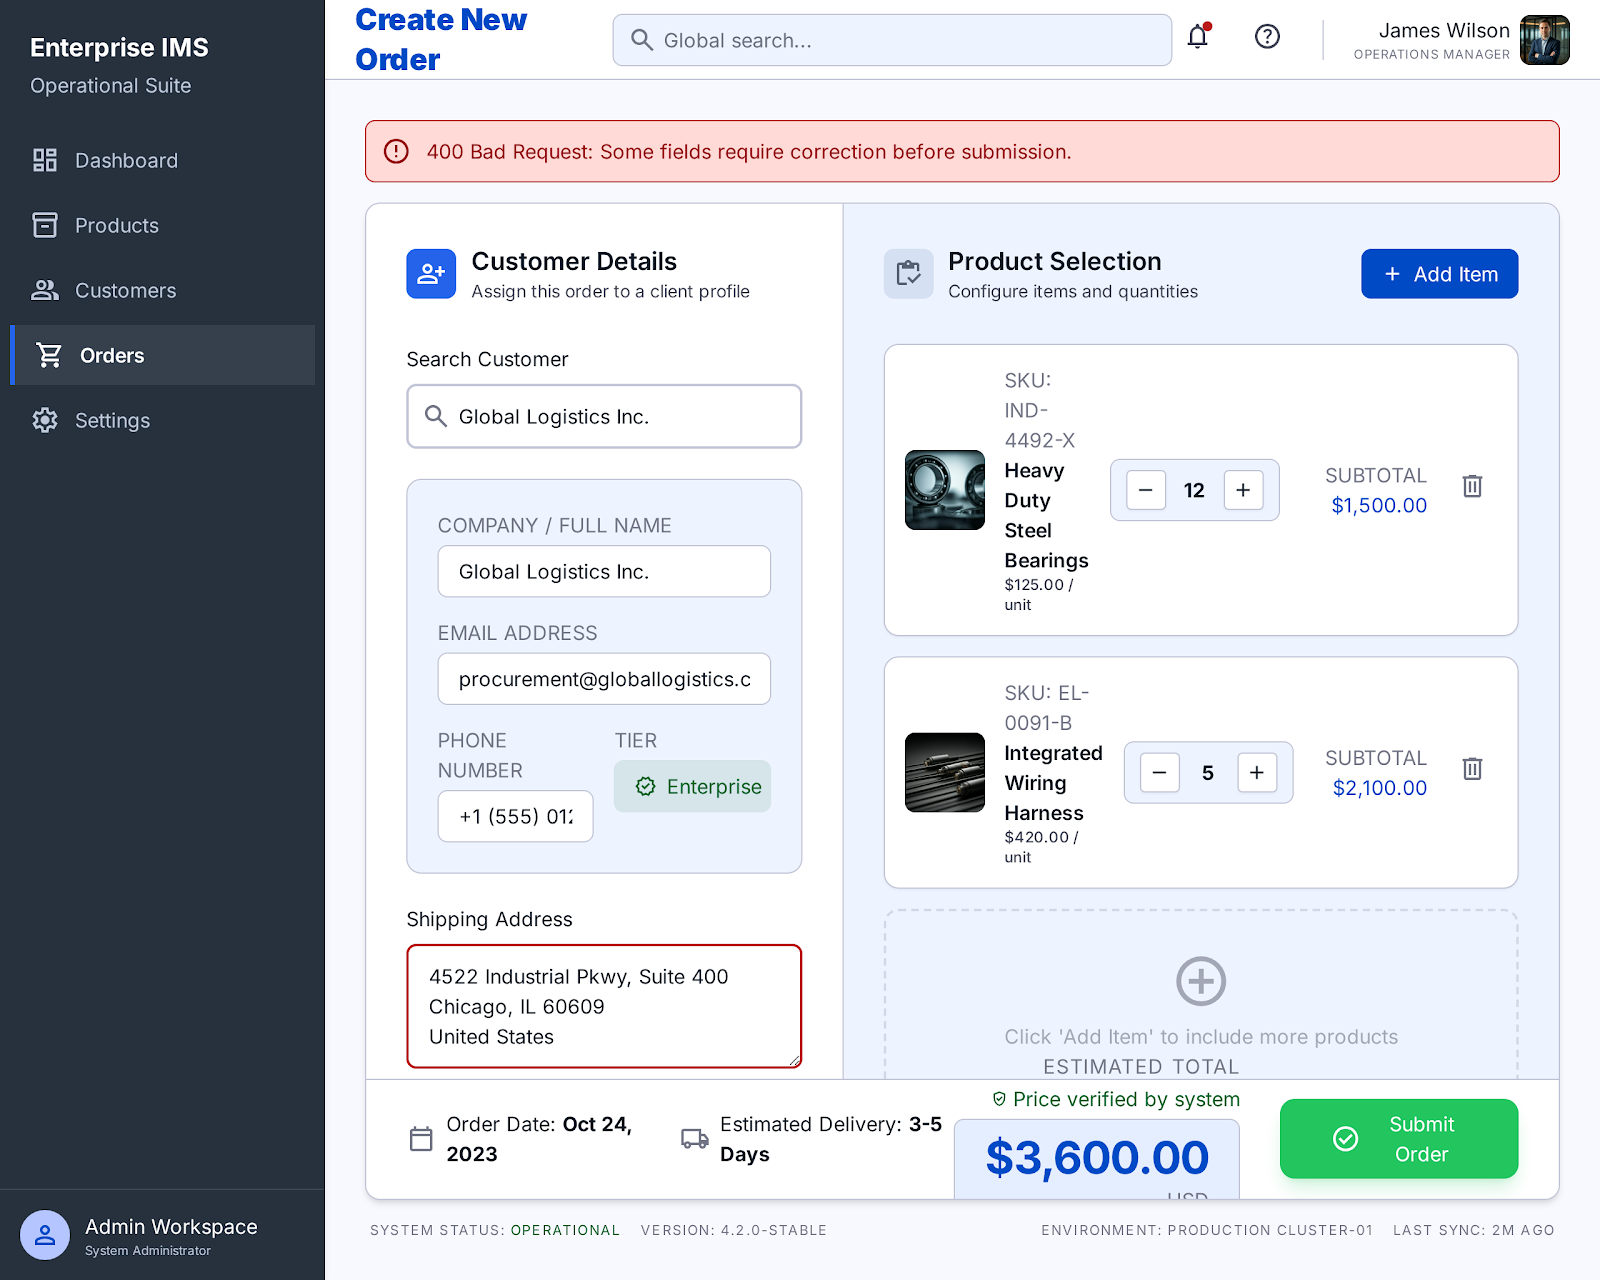 Enterprise IMS
Operational Suite
Dashboard
Products
Customers
Orders
Settings
Admin Workspace
System Administrator
Create New
Order
Global search...
James Wilson
OPERATIONS MANAGER
400 Bad Request: Some fields require correction before submission.
Customer Details
Assign this order to a client profile
Search Customer
Global Logistics Inc.
COMPANY / FULL NAME
Global Logistics Inc.
EMAIL ADDRESS
procurement@globallogistics.c
PHONE
NUMBER
+1 (555) 012
TIER
Enterprise
Shipping Address
4522 Industrial Pkwy, Suite 400
Chicago, IL 60609
United States
Product Selection
Configure items and quantities
+ Add Item
SKU:
IND-
4492-X
Heavy
Duty
Steel
Bearings
$125.00 /
unit
− 12 +
SUBTOTAL
$1,500.00
SKU: EL-
0091-B
Integrated
Wiring
Harness
$420.00 /
unit
− 5 +
SUBTOTAL
$2,100.00
Click 'Add Item' to include more products
ESTIMATED TOTAL
Price verified by system
$3,600.00
USD
Order Date: Oct 24,
2023
Estimated Delivery: 3-5
Days
Submit
Order
SYSTEM STATUS: OPERATIONAL VERSION: 4.2.0-STABLE
ENVIRONMENT: PRODUCTION CLUSTER-01 LAST SYNC: 2M AGO